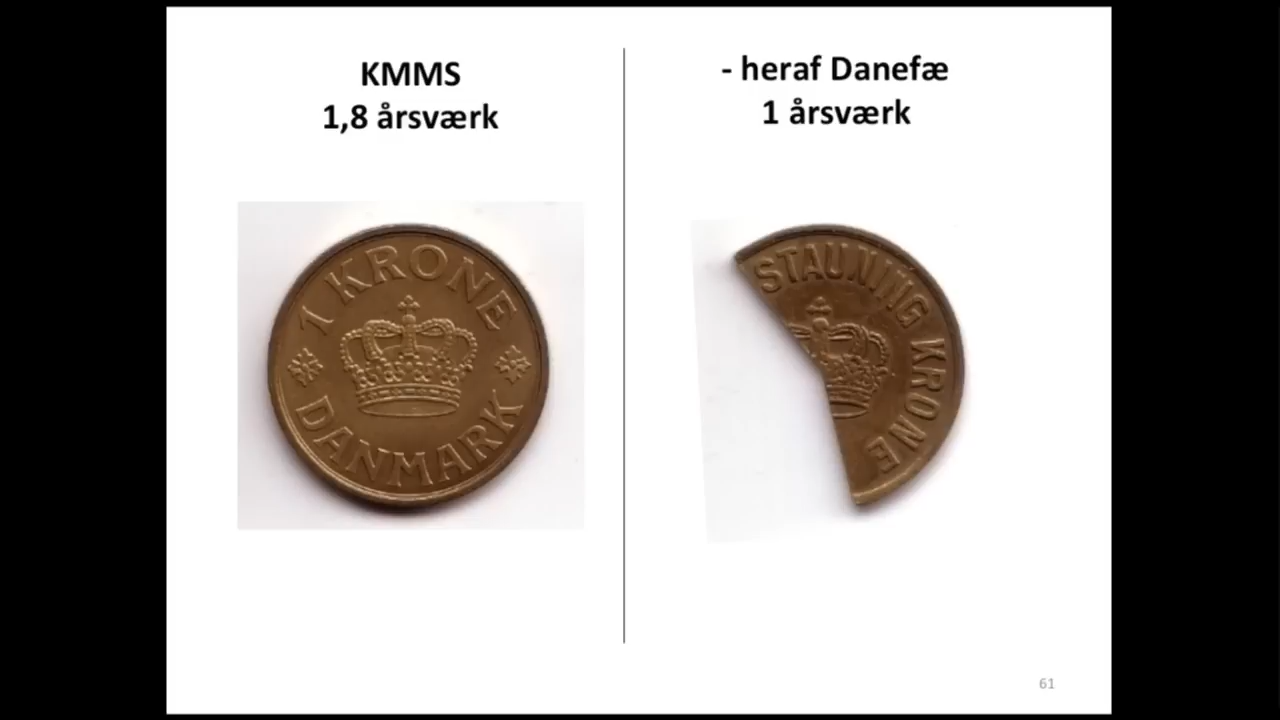 KMMS
1,8 årsværk
- heraf Danefæ
1 årsværk
1 KRONE
DANMARK
STAUNING KRONE
61